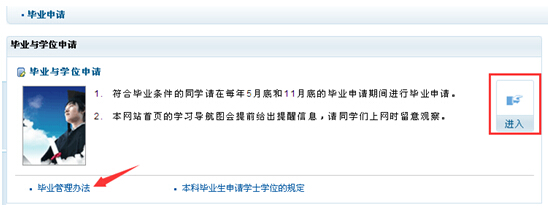 毕业申请
毕业与学位申请
毕业与学位申请
1. 符合毕业条件的同学请在每年5月底和11月底的毕业申请期间进行毕业申请。
2. 本网站首页的学习导航图会提前给出提醒信息，请同学们上网时留意观察。
进入
毕业管理办法
本科毕业生申请学士学位的规定